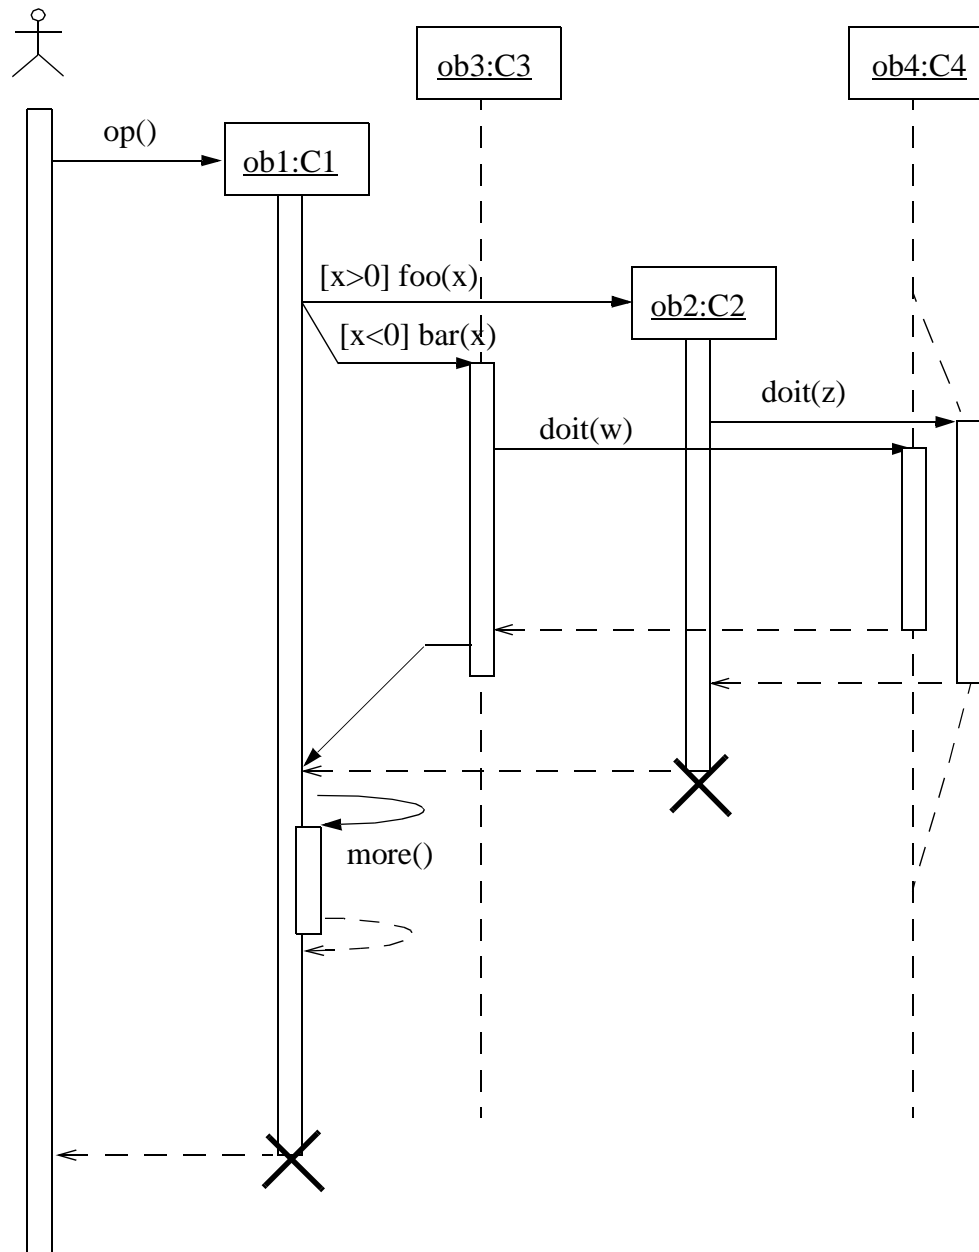 ob3:C3
ob4:C4
op()
ob1:C1
[x>0] foo(x)
ob2:C2
[x<0] bar(x)
doit(z)
doit(w)
more()